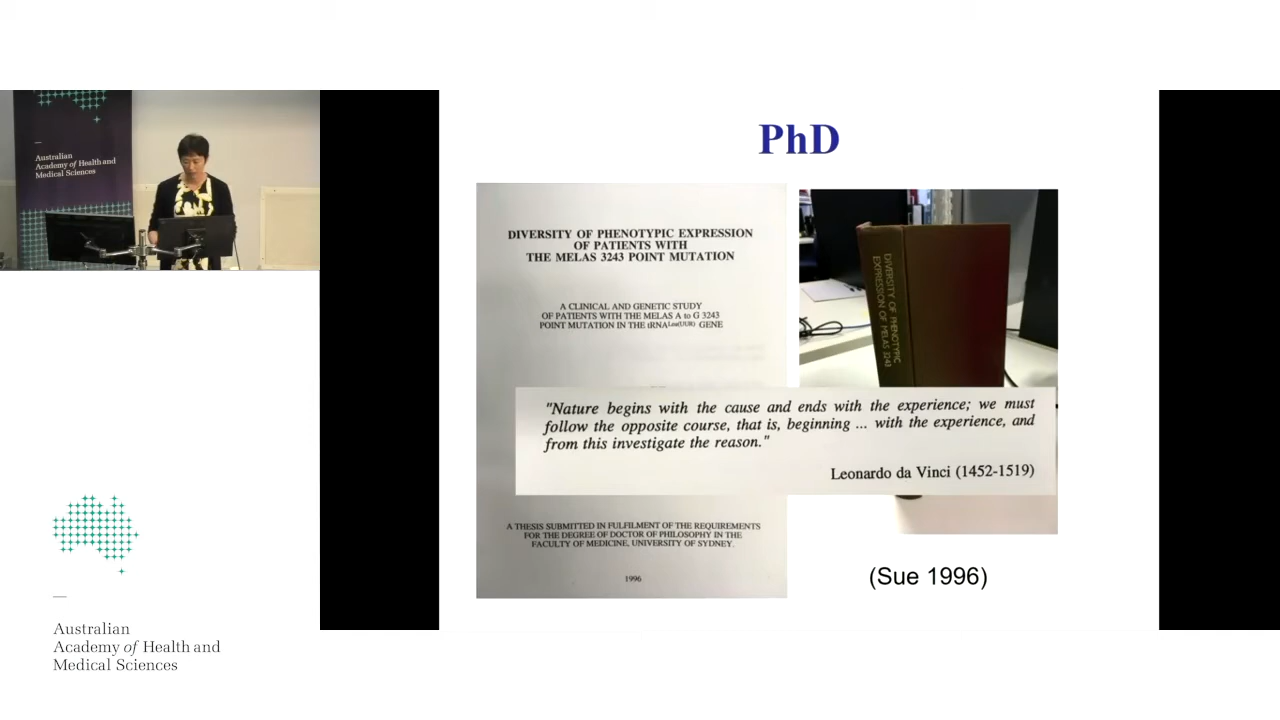 Australian
Academy of Health and
Medical Sciences
PhD
DIVERSITY OF PHENOTYPIC EXPRESSION
OF PATIENTS WITH
THE MELAS 3243 POINT MUTATION
A CLINICAL AND GENETIC STUDY
OF PATIENTS WITH THE MELAS A to G 3243
POINT MUTATION IN THE tRNALeu(UUR) GENE
DIVERSITY OF PHENOTYPIC
EXPRESSION OF MELAS 3243
"Nature begins with the cause and ends with the experience; we must
follow the opposite course, that is, beginning ... with the experience, and
from this investigate the reason."
Leonardo da Vinci (1452-1519)
A THESIS SUBMITTED IN FULFILMENT OF THE REQUIREMENTS
FOR THE DEGREE OF DOCTOR OF PHILOSOPHY IN THE
FACULTY OF MEDICINE, UNIVERSITY OF SYDNEY.
1996
(Sue 1996)
Australian
Academy of Health and
Medical Sciences